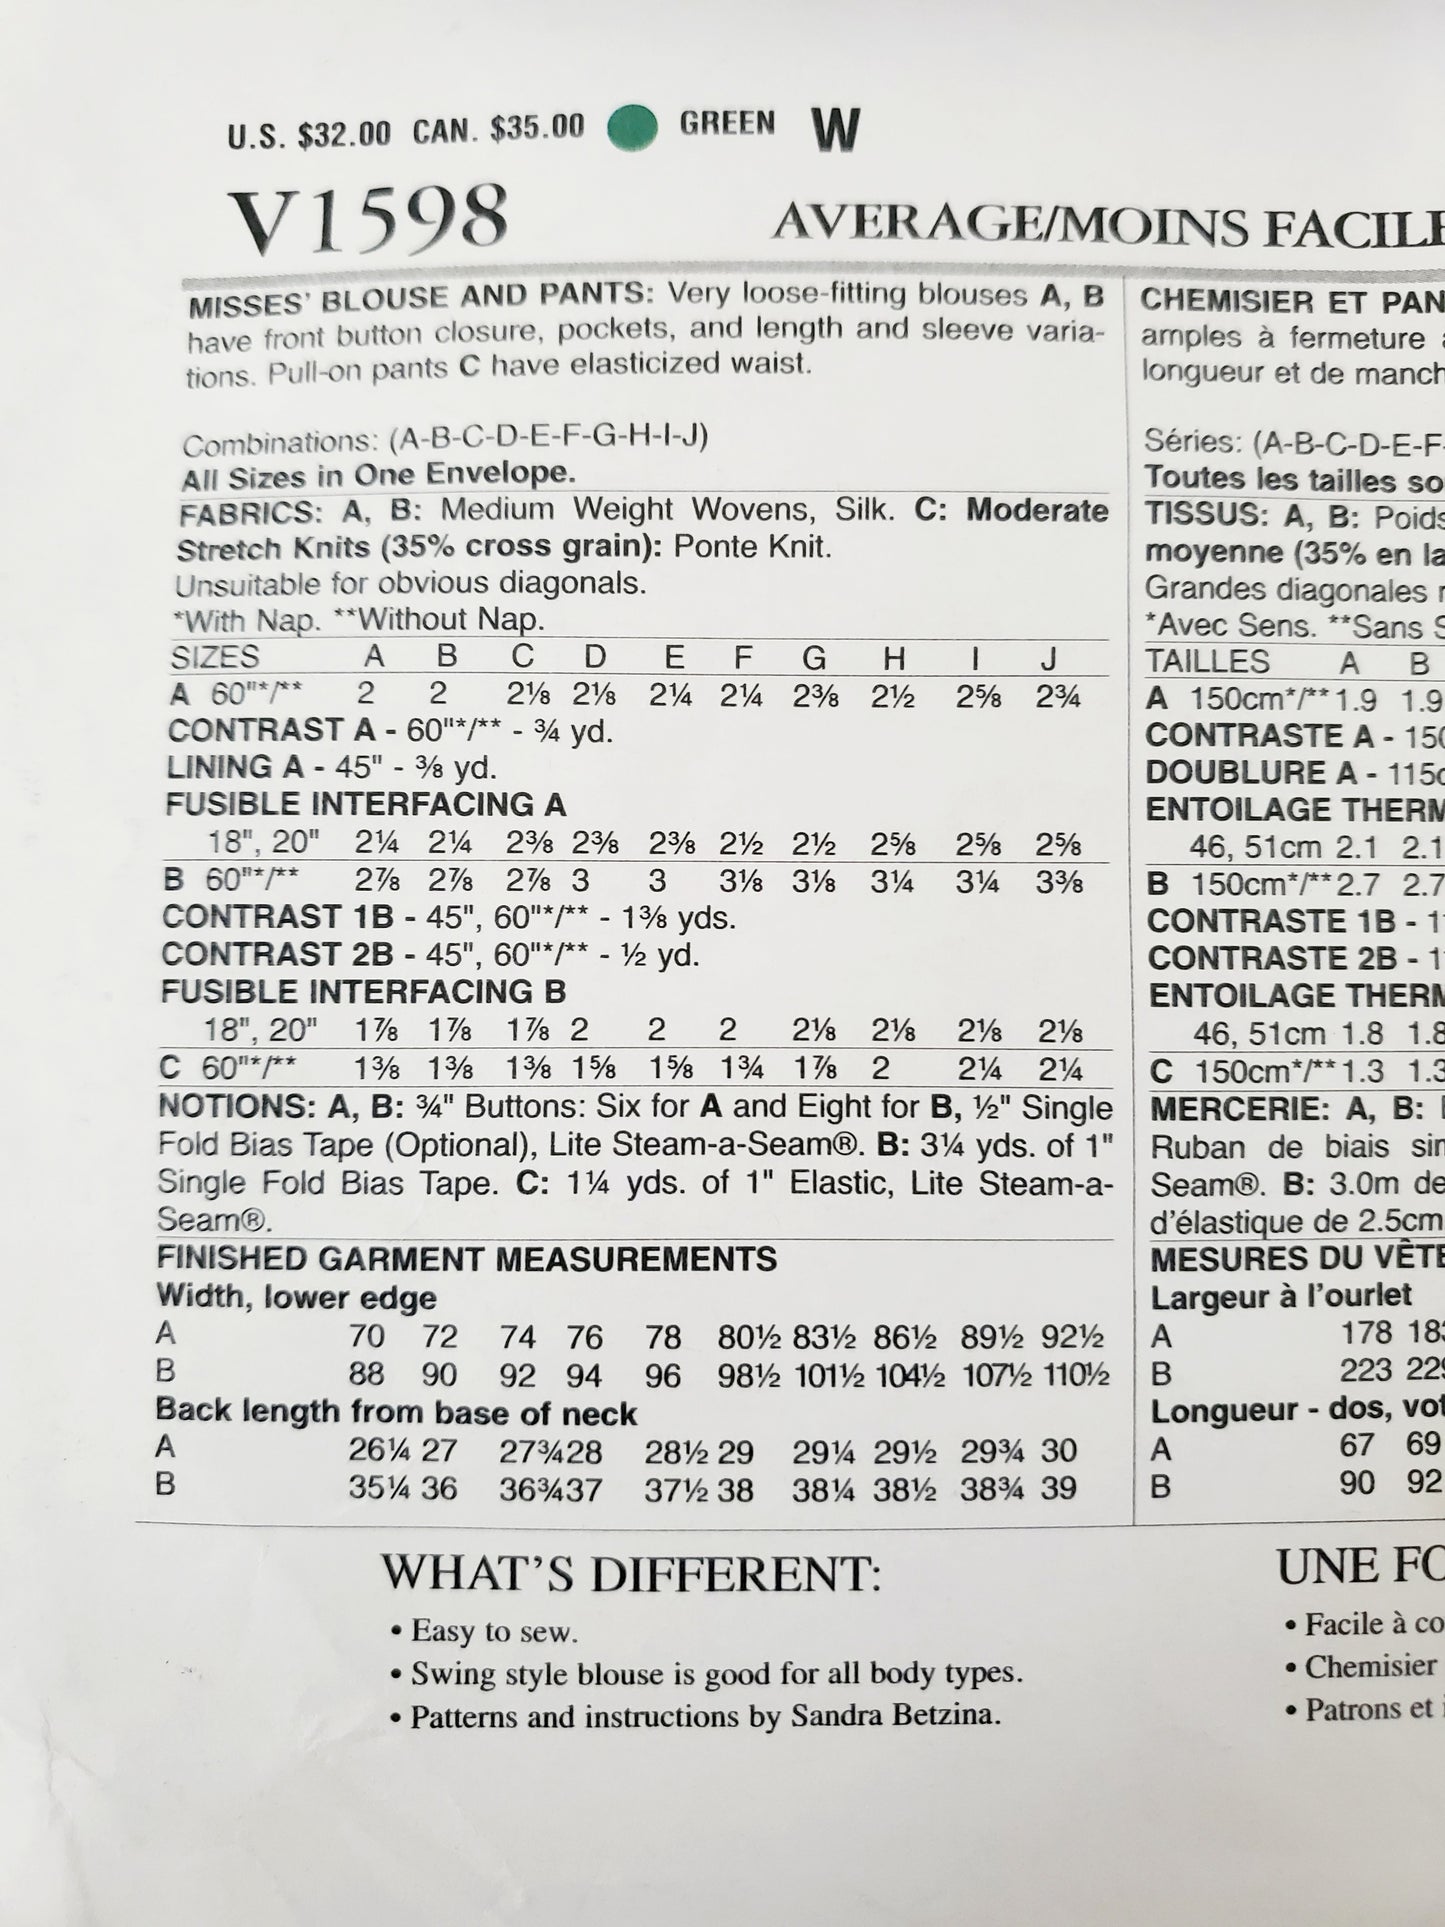 U.S. $32.00 CAN. $35.00 GREEN W
V1598
AVERAGE/MOINS FACILE
MISSES' BLOUSE AND PANTS: Very loose-fitting blouses A, B
have front button closure, pockets, and length and sleeve varia-
tions. Pull-on pants C have elasticized waist.
Combinations: (A-B-C-D-E-F-G-H-I-J)
All Sizes in One Envelope.
FABRICS: A, B: Medium Weight Wovens, Silk. C: Moderate
Stretch Knits (35% cross grain): Ponte Knit.
Unsuitable for obvious diagonals.
*With Nap. **Without Nap.
SIZES A B C D E F G H I J
A 60"*/** 2 2 2⅛ 2⅛ 2¼ 2¼ 2⅜ 2½ 2⅝ 2¾
CONTRAST A - 60"*/** - ¾ yd.
LINING A - 45" - ⅜ yd.
FUSIBLE INTERFACING A
18", 20" 2¼ 2¼ 2⅜ 2⅜ 2⅜ 2½ 2½ 2⅝ 2⅝ 2⅝
B 60"*/** 2⅞ 2⅞ 2⅞ 3 3 3⅛ 3⅛ 3¼ 3¼ 3⅜
CONTRAST 1B - 45", 60"*/** - 1⅜ yds.
CONTRAST 2B - 45", 60"*/** - ½ yd.
FUSIBLE INTERFACING B
18", 20" 1⅞ 1⅞ 1⅞ 2 2 2 2⅛ 2⅛ 2⅛ 2⅛
C 60"*/** 1⅜ 1⅜ 1⅜ 1⅝ 1⅝ 1¾ 1⅞ 2 2¼ 2¼
NOTIONS: A, B: ¾" Buttons: Six for A and Eight for B, ½" Single
Fold Bias Tape (Optional), Lite Steam-a-Seam®. B: 3¼ yds. of 1"
Single Fold Bias Tape. C: 1¼ yds. of 1" Elastic, Lite Steam-a-
Seam®.
FINISHED GARMENT MEASUREMENTS
Width, lower edge
A 70 72 74 76 78 80½ 83½ 86½ 89½ 92½
B 88 90 92 94 96 98½ 101½ 104½ 107½ 110½
Back length from base of neck
A 26¼ 27 27¾ 28 28½ 29 29¼ 29½ 29¾ 30
B 35¼ 36 36¾ 37 37½ 38 38¼ 38½ 38¾ 39
WHAT'S DIFFERENT:
• Easy to sew.
• Swing style blouse is good for all body types.
• Patterns and instructions by Sandra Betzina.
CHEMISIER ET PAN
amples à fermeture
longueur et de manch
Séries: (A-B-C-D-E-F-
Toutes les tailles so
TISSUS: A, B: Poids
moyenne (35% en la
Grandes diagonales
*Avec Sens. **Sans S
TAILLES A B
A 150cm*/** 1.9 1.9
CONTRASTE A - 150
DOUBLURE A - 115c
ENTOILAGE THERM
46, 51cm 2.1 2.1
B 150cm*/** 2.7 2.7
CONTRASTE 1B - 1
CONTRASTE 2B - 1
ENTOILAGE THERM
46, 51cm 1.8 1.8
C 150cm*/** 1.3 1.3
MERCERIE: A, B:
Ruban de biais sim
Seam®. B: 3.0m de
d'élastique de 2.5cm
MESURES DU VÊTE
Largeur à l'ourlet
A 178 183
B 223 229
Longueur - dos, vot
A 67 69
B 90 92
UNE FO
• Facile à co
• Chemisier
• Patrons et i